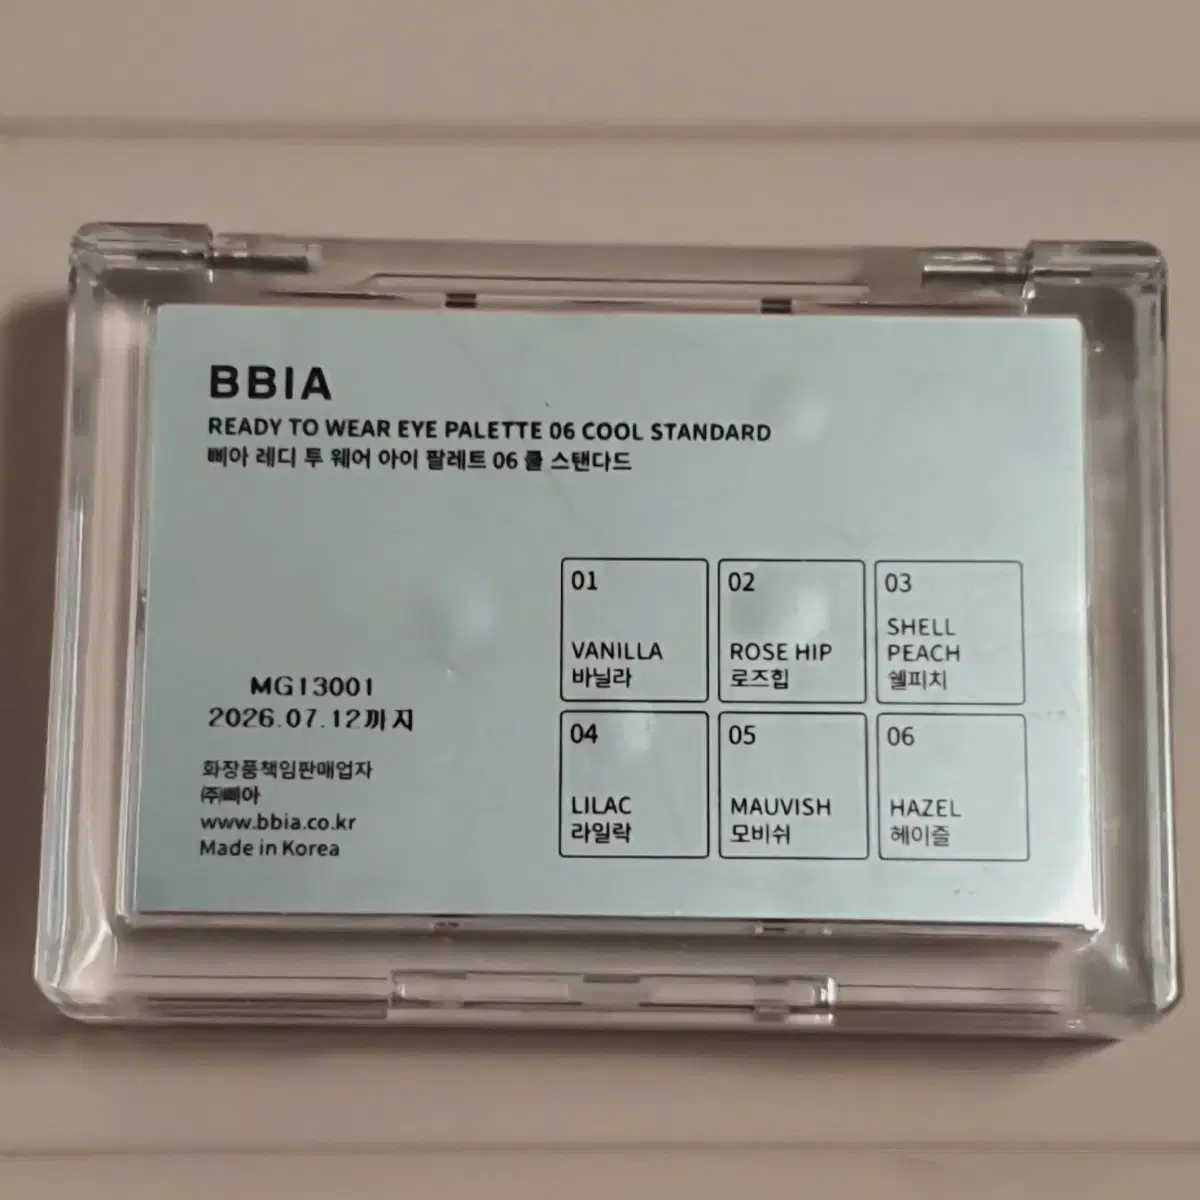 BBIA
READY TO WEAR EYE PALETTE 06 COOL STANDARD
삐아 레디 투 웨어 아이 팔레트 06 쿨 스탠다드
01
VANILLA
바닐라
02
ROSE HIP
로즈힙
03
SHELL
PEACH
쉘피치
04
LILAC
라일락
05
MAUVISH
모비쉬
06
HAZEL
헤이즐
MG13001
2026.07.12까지
화장품책임판매업자
㈜삐아
www.bbia.co.kr
Made in Korea